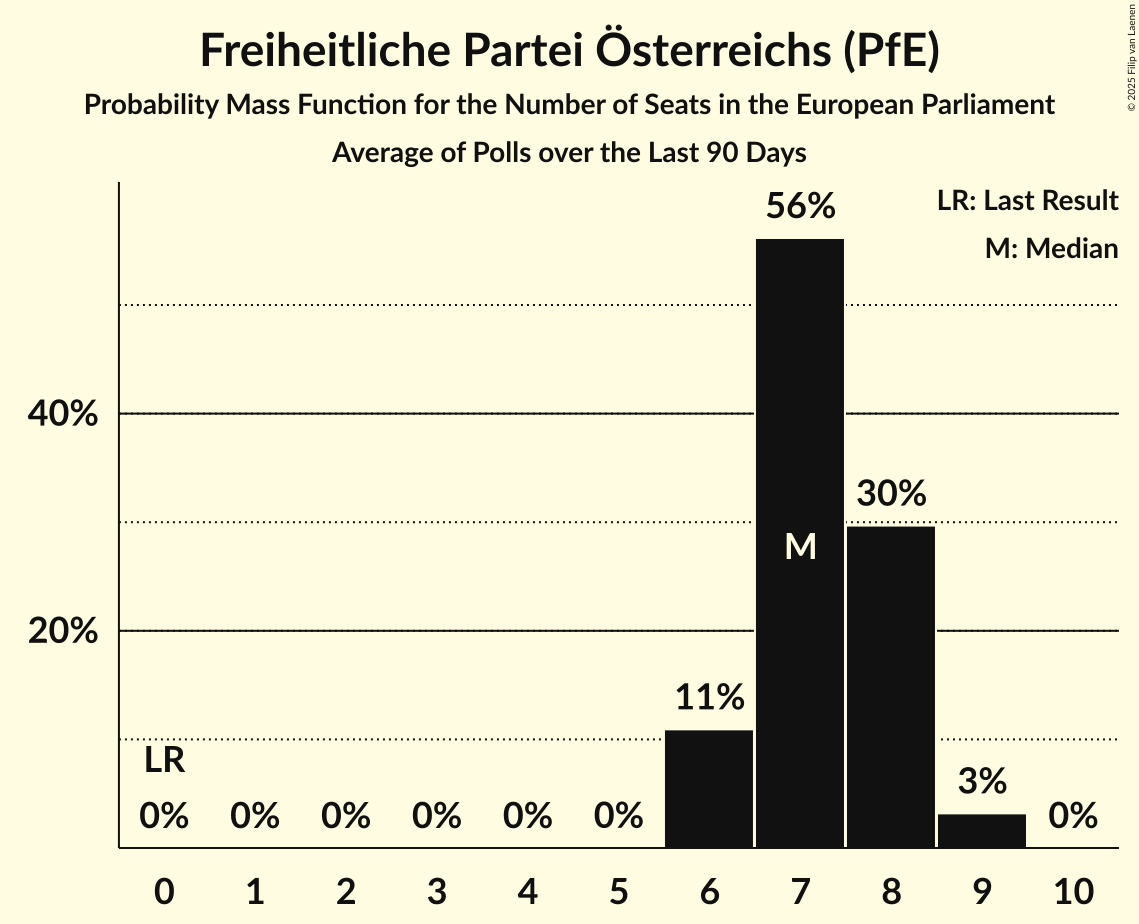 Freiheitliche Partei Österreichs (PfE)
Probability Mass Function for the Number of Seats in the European Parliament
Average of Polls over the Last 90 Days
© 2025 Filip van Laenen
LR: Last Result
M: Median
56%
40%
30%
M
20%
11%
LR
3%
0% 0% 0% 0% 0% 0% 0%
0 1 2 3 4 5 6 7 8 9 10